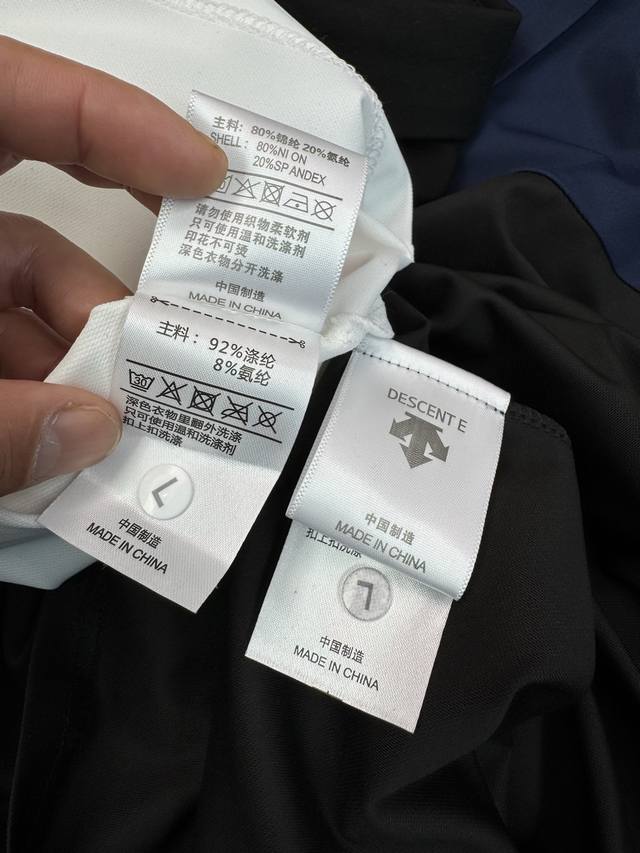 主料：80%锦纶 20%氨纶
SHELL：80%NI ON
20%SP ANDEX
请勿使用织物柔软剂
只可使用温和洗涤剂
印花不可烫
深色衣物分开洗涤
中国制造
MADE IN CHINA
主料：92%涤纶
8%氨纶
30
深色衣物里翻外洗涤
只可使用温和洗涤剂
扣上扣洗涤
L
中国制造
MADE IN CHINA
DESCENT E
中国制造
MADE IN CHINA
扣上扣洗涤
L
中国制造
MADE IN CHINA